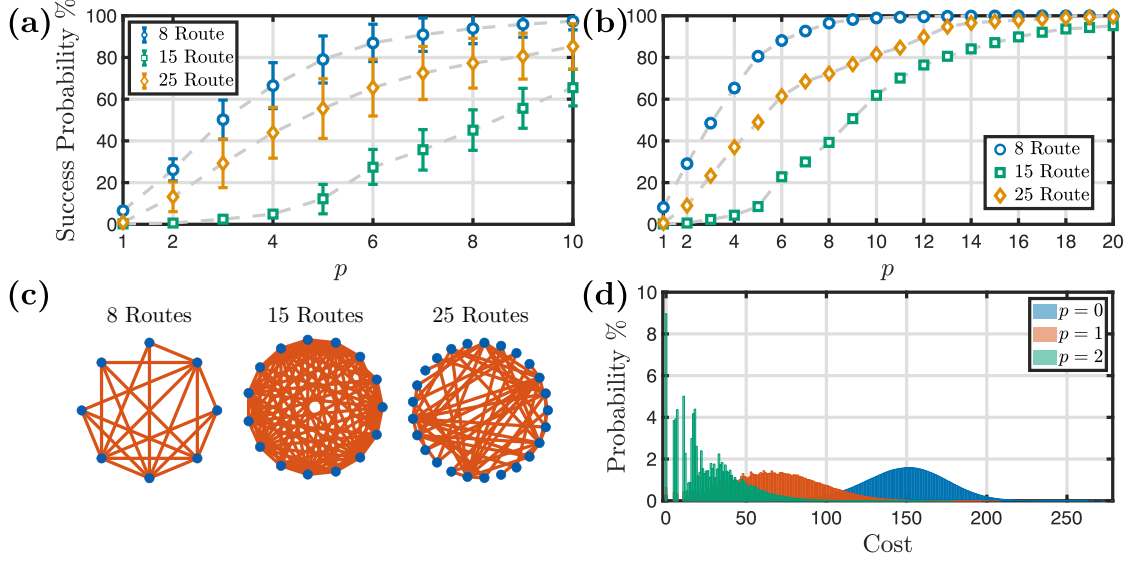 (a)
Success Probability %
100
80
60
40
20
0
8 Route
15 Route
25 Route
1 2 4 6 8 10
p
(b)
100
80
60
40
20
0
8 Route
15 Route
25 Route
1 2 4 6 8 10 12 14 16 18 20
p
(c)
8 Routes 15 Routes 25 Routes
(d)
Probability %
10
8
6
4
2
0
p = 0
p = 1
p = 2
0 50 100 150 200 250
Cost